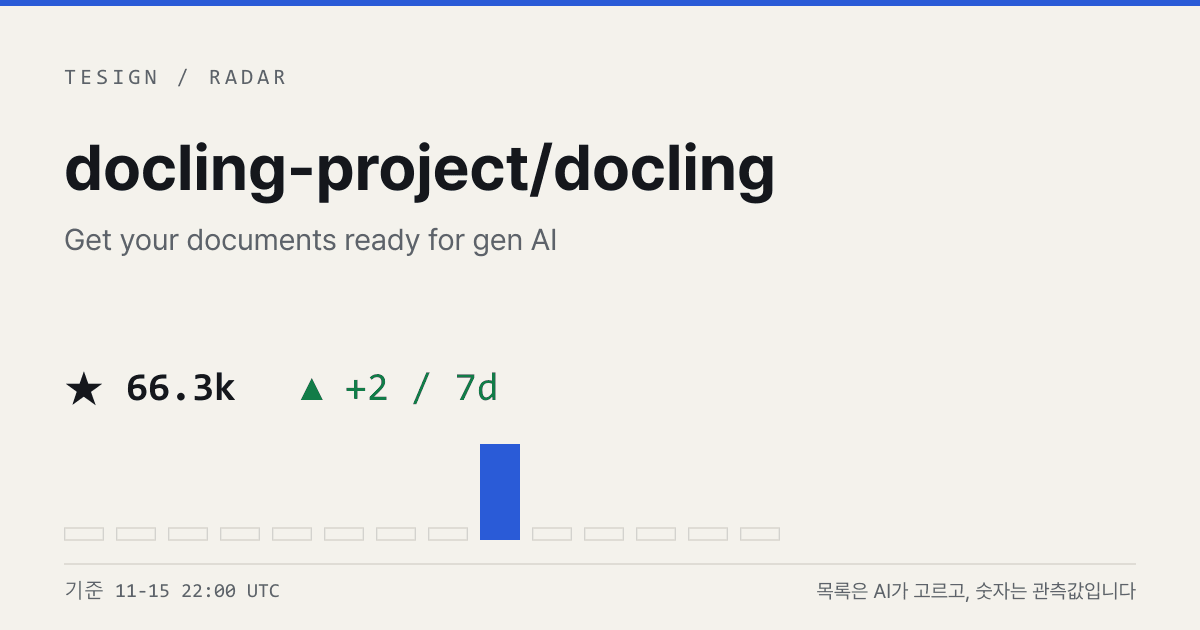 TESIGN / RADAR
docling-project/docling
Get your documents ready for gen AI
★ 66.3k ▲ +2 / 7d
기준 11-15 22:00 UTC
목록은 AI가 고르고, 숫자는 관측값입니다